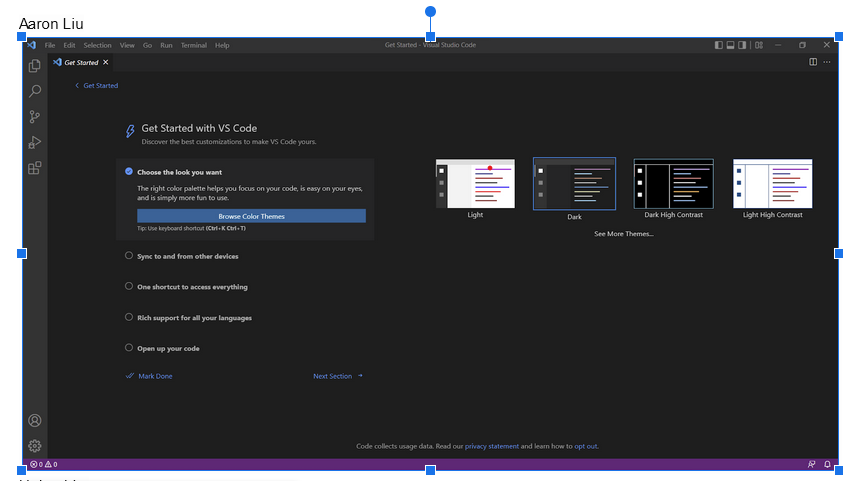 Aaron Liu
File Edit Selection View Go Run Terminal Help Get Started - Visual Studio Code
Get Started
Get Started
Get Started with VS Code
Discover the best customizations to make VS Code yours.
Choose the look you want
The right color palette helps you focus on your code, is easy on your eyes,
and is simply more fun to use.
Browse Color Themes
Tip: Use keyboard shortcut (Ctrl+K Ctrl+T)
Light Dark Dark High Contrast Light High Contrast
See More Themes...
Sync to and from other devices
One shortcut to access everything
Rich support for all your languages
Open up your code
Mark Done Next Section
Code collects usage data. Read our privacy statement and learn how to opt out.
0 0